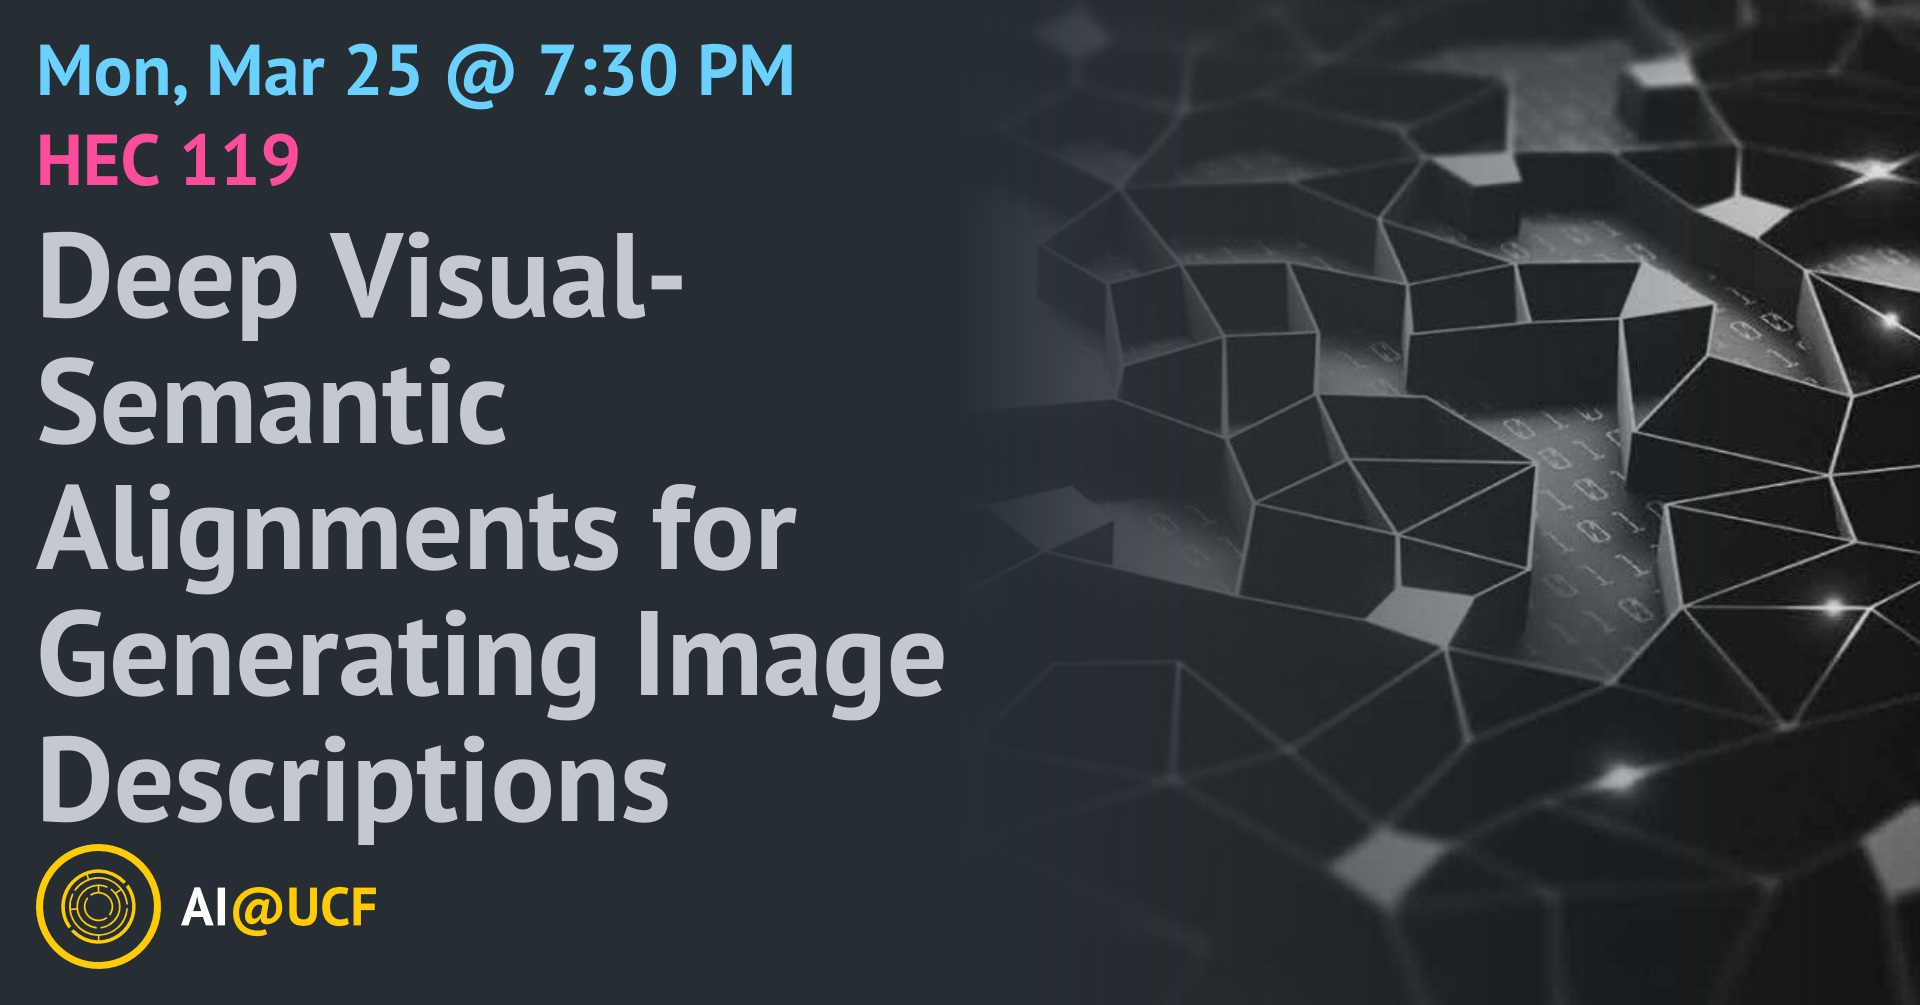 Mon, Mar 25 @ 7:30 PM
HEC 119
Deep Visual-
Semantic
Alignments for
Generating Image
Descriptions
AI@UCF